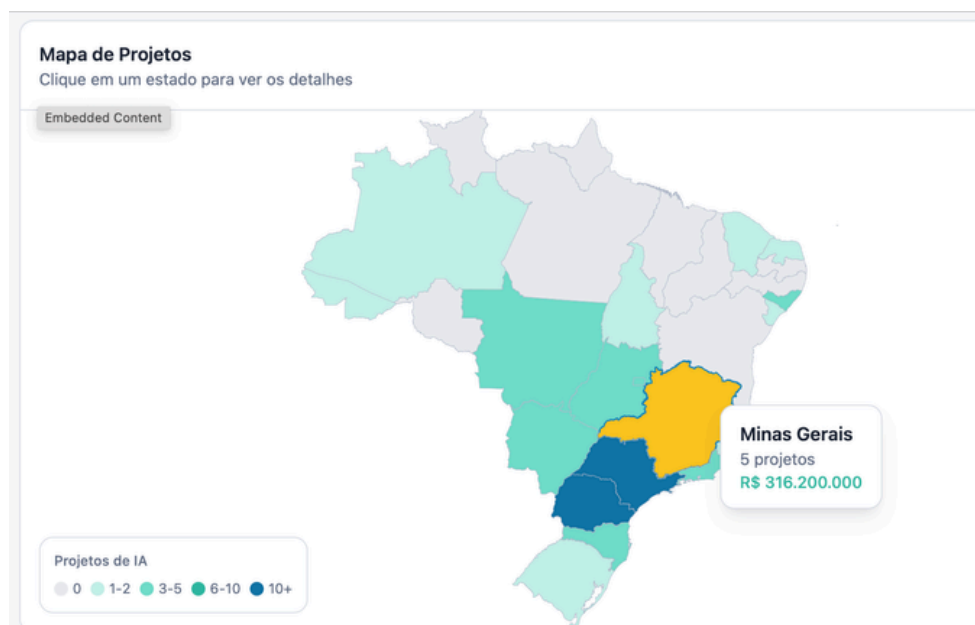 Mapa de Projetos
Clique em um estado para ver os detalhes
Embedded Content
Minas Gerais
5 projetos
R$ 316.200.000
Projetos de IA
0 1-2 3-5 6-10 10+